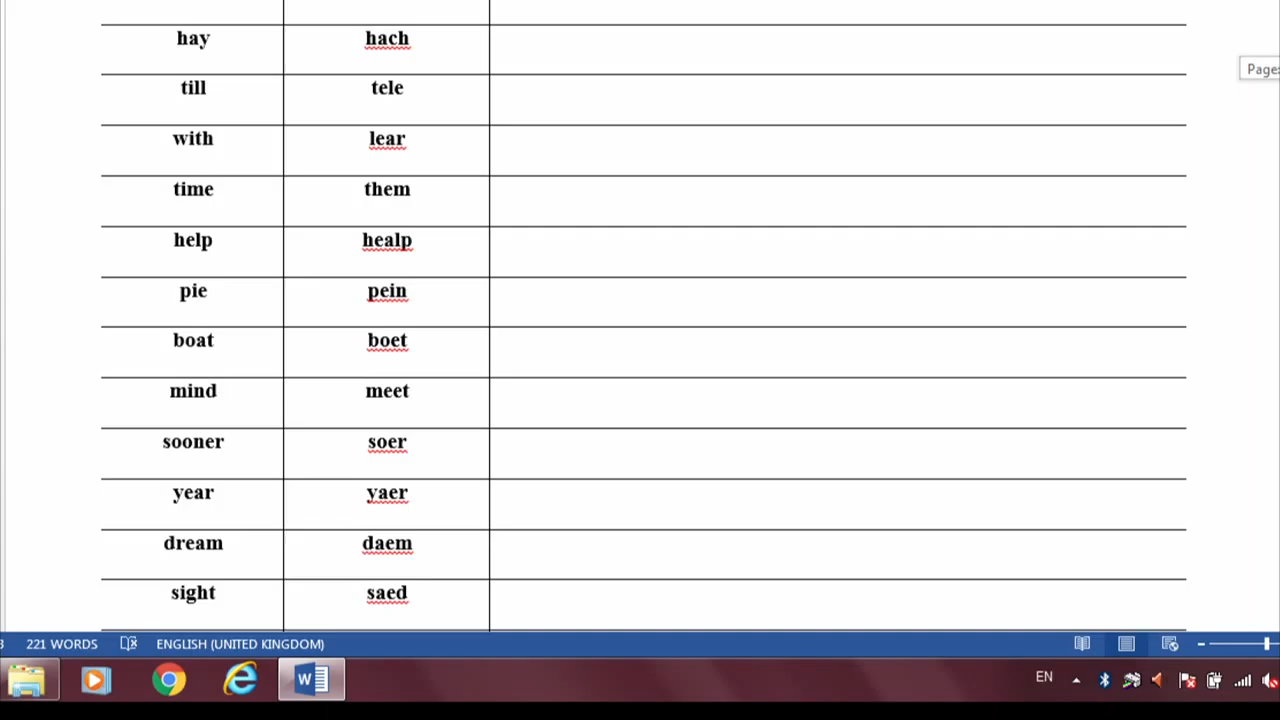 hay hach
Page:
till tele
with lear
time them
help healp
pie pein
boat boet
mind meet
sooner soer
year yaer
dream daem
sight saed
3 221 WORDS ENGLISH (UNITED KINGDOM)
EN